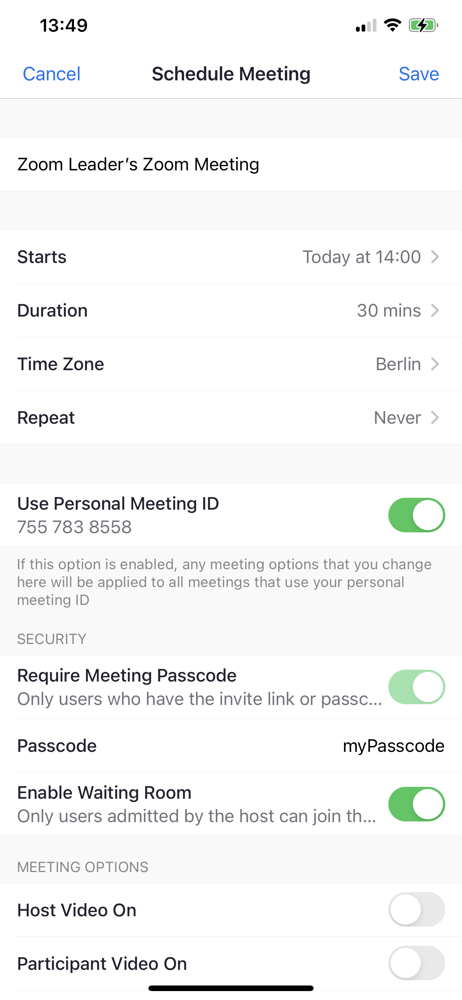 13:49
Cancel Schedule Meeting Save
Zoom Leader’s Zoom Meeting
Starts Today at 14:00
Duration 30 mins
Time Zone Berlin
Repeat Never
Use Personal Meeting ID
755 783 8558
If this option is enabled, any meeting options that you change
here will be applied to all meetings that use your personal
meeting ID
SECURITY
Require Meeting Passcode
Only users who have the invite link or passc...
Passcode myPasscode
Enable Waiting Room
Only users admitted by the host can join th...
MEETING OPTIONS
Host Video On
Participant Video On